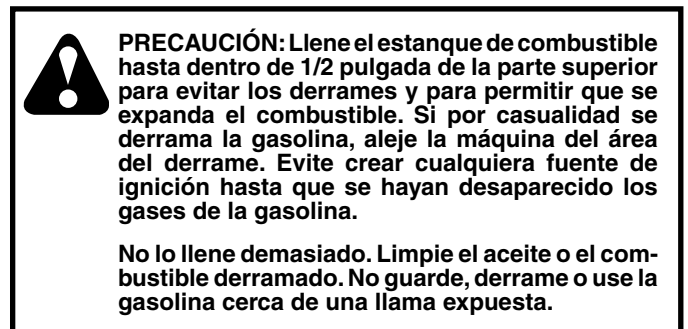 PRECAUCIÓN: Llene el estanque de combustible
hasta dentro de 1/2 pulgada de la parte superior
para evitar los derrames y para permitir que se
expanda el combustible. Si por casualidad se
derrama la gasolina, aleje la máquina del área
del derrame. Evite crear cualquiera fuente de
ignición hasta que se hayan desaparecido los
gases de la gasolina.
No lo llene demasiado. Limpie el aceite o el com-
bustible derramado. No guarde, derrame o use la
gasolina cerca de una llama expuesta.